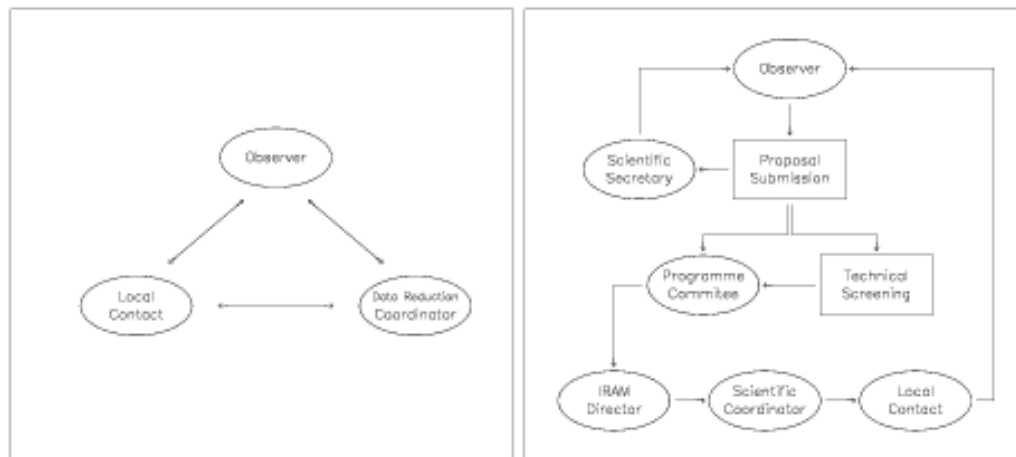 Observer
Local
Contact
Data Reduction
Coordinator
Observer
Scientific
Secretary
Proposal
Submission
Programme
Commitee
Technical
Screening
IRAM
Director
Scientific
Coordinator
Local
Contact